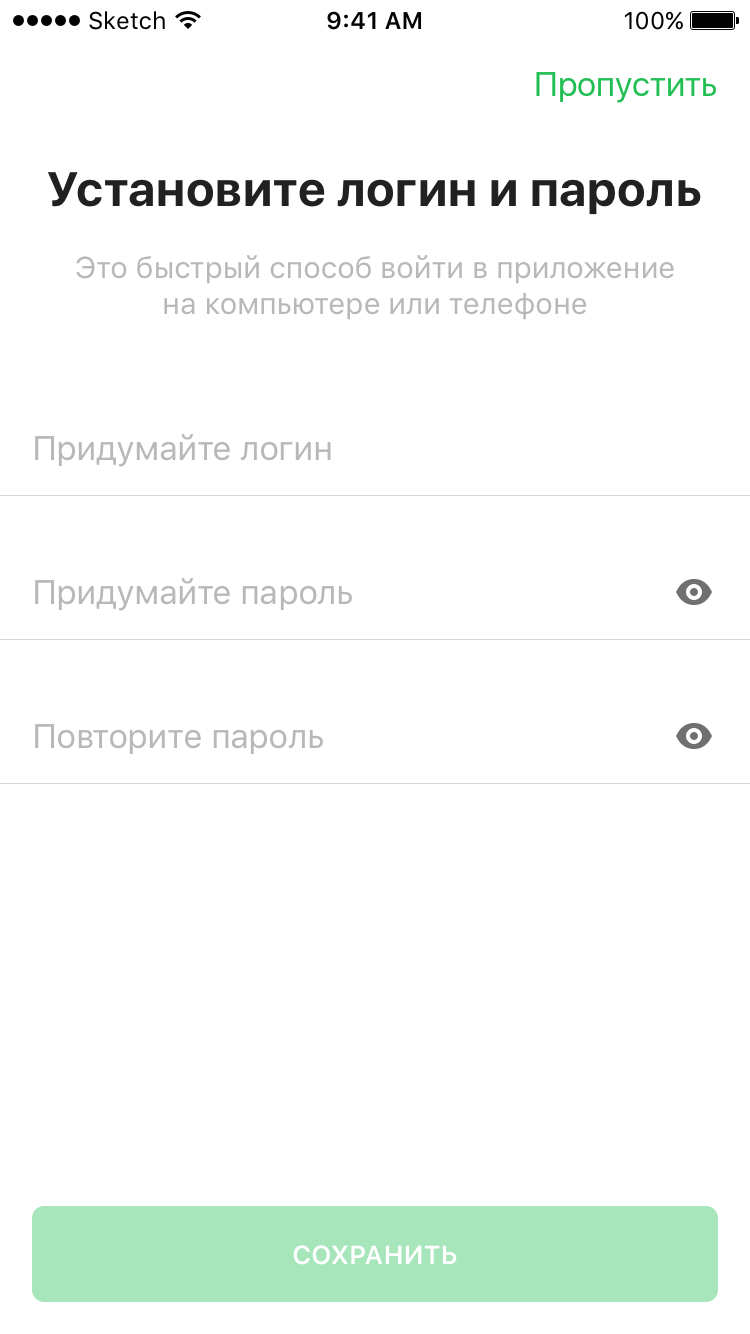 ●●●●● Sketch 9:41 AM 100%
Пропустить
Установите логин и пароль
Это быстрый способ войти в приложение
на компьютере или телефоне
Придумайте логин
Придумайте пароль
Повторите пароль
СОХРАНИТЬ